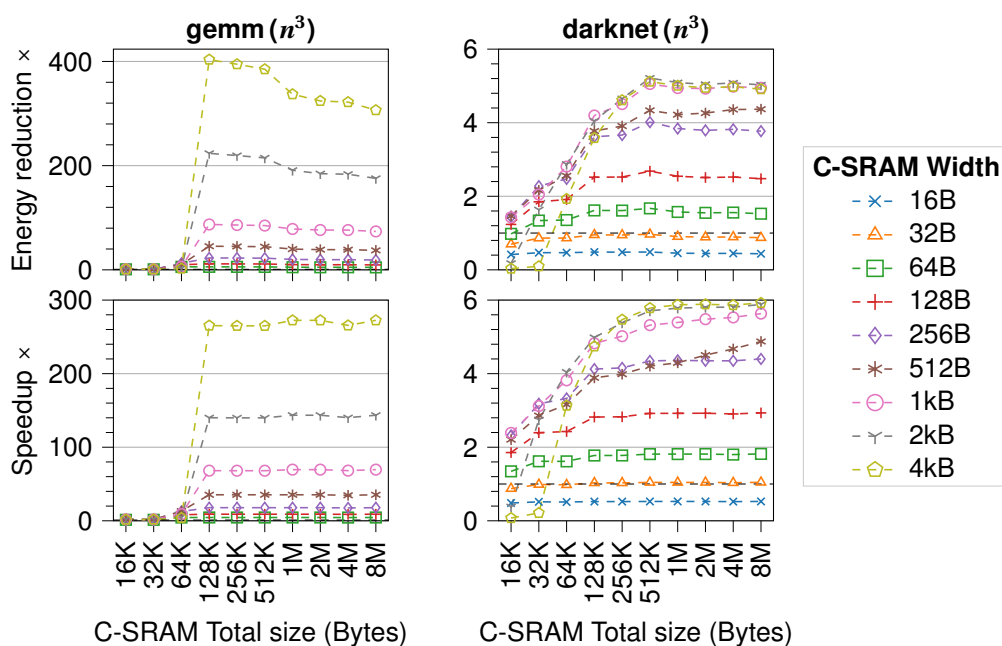 gemm (n³)
darknet (n³)
Energy reduction ×
400
200
0
6
4
2
0
Speedup ×
300
200
100
0
6
4
2
0
16K
32K
64K
128K
256K
512K
1M
2M
4M
8M
16K
32K
64K
128K
256K
512K
1M
2M
4M
8M
C-SRAM Total size (Bytes)
C-SRAM Total size (Bytes)
C-SRAM Width
16B
32B
64B
128B
256B
512B
1kB
2kB
4kB